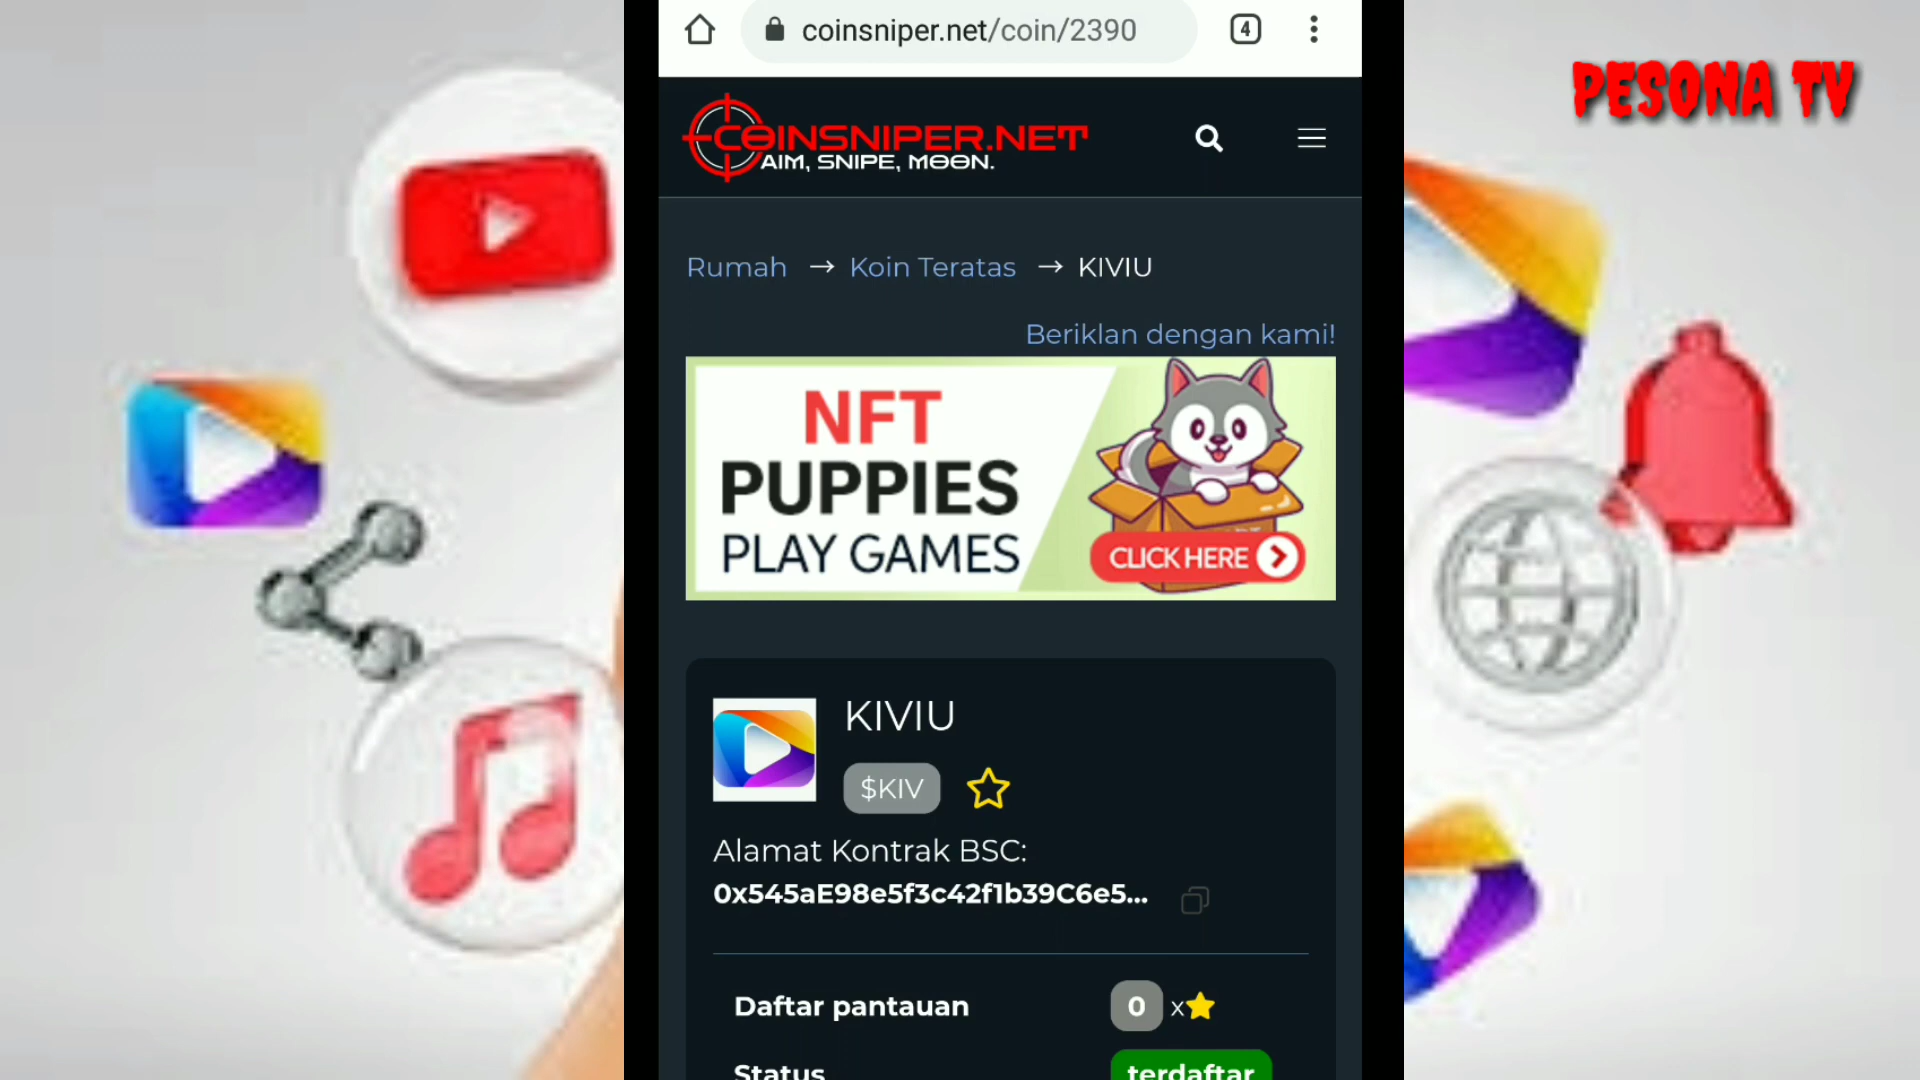 coinsniper.net/coin/2390
4
PESONA TV
COINSNIPER.NET
AIM, SNIPE, MOON.
Rumah → Koin Teratas → KIVIU
Beriklan dengan kami!
NFT
PUPPIES
PLAY GAMES
CLICK HERE
KIVIU
$KIV
Alamat Kontrak BSC:
0x545aE98e5f3c42f1b39C6e5...
Daftar pantauan 0 x
Status terdaftar